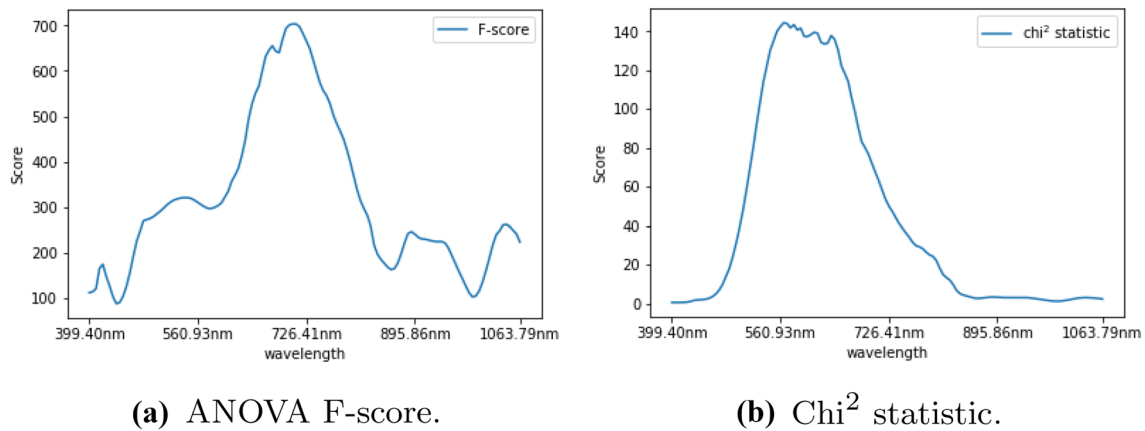 F-score
700
600
500
400
300
200
100
Score
399.40nm 560.93nm 726.41nm 895.86nm 1063.79nm
wavelength
(a) ANOVA F-score.
chi² statistic
140
120
100
80
60
40
20
0
Score
399.40nm 560.93nm 726.41nm 895.86nm 1063.79nm
wavelength
(b) Chi² statistic.